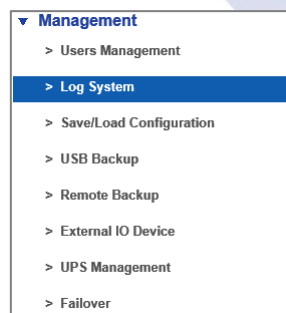 Management
> Users Management
> Log System
> Save/Load Configuration
> USB Backup
> Remote Backup
> External IO Device
> UPS Management
> Failover